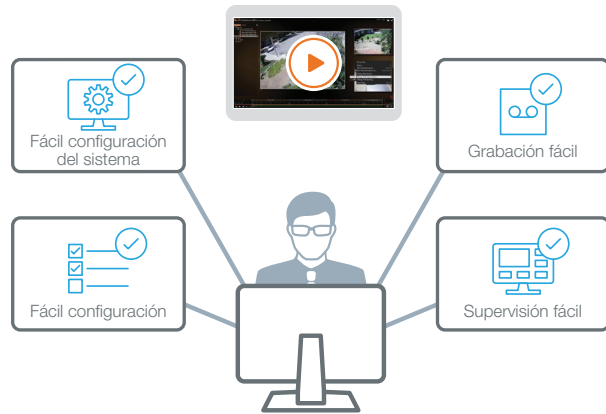 Fácil configuración
del sistema
Grabación fácil
Fácil configuración
Supervisión fácil